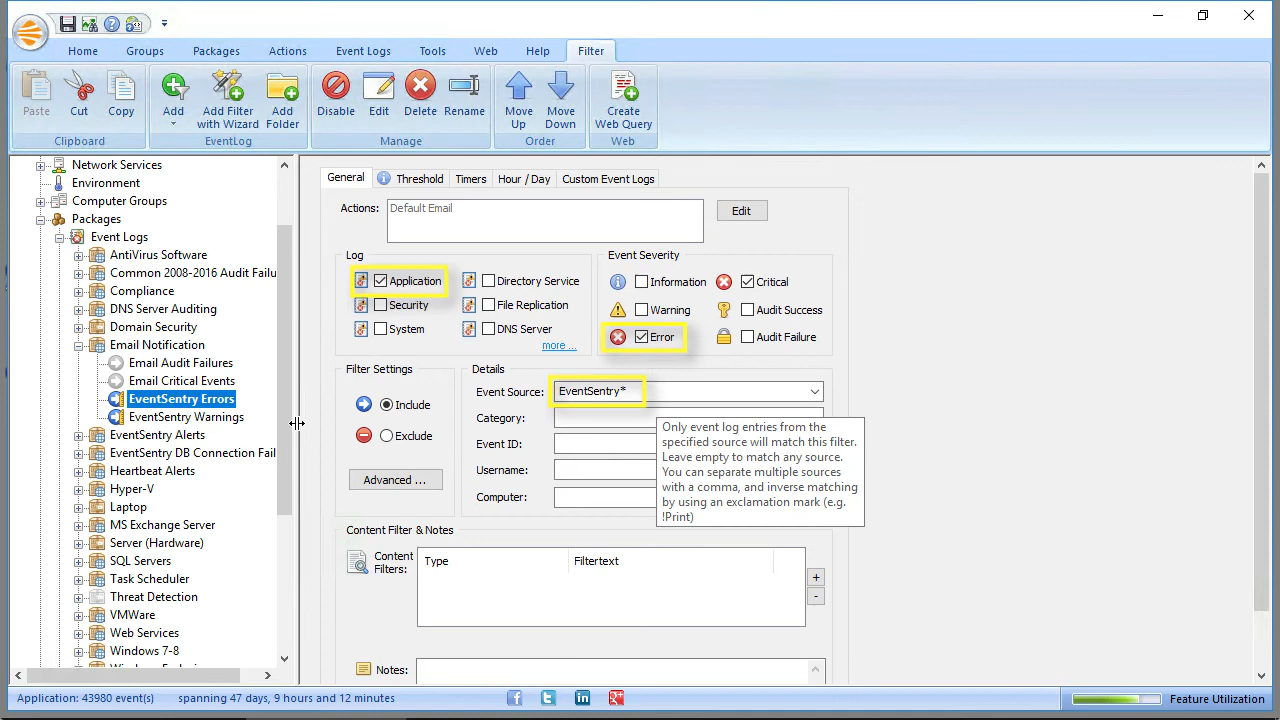 Home Groups Packages Actions Event Logs Tools Web Help Filter
Paste Cut Copy Add Add Filter with Wizard Add Folder Disable Edit Delete Rename Move Up Move Down Create Web Query
Clipboard EventLog Manage Order Web
Network Services
Environment
Computer Groups
Packages
Event Logs
AntiVirus Software
Common 2008-2016 Audit Failu
Compliance
DNS Server Auditing
Domain Security
Email Notification
Email Audit Failures
Email Critical Events
EventSentry Errors
EventSentry Warnings
EventSentry Alerts
EventSentry DB Connection Fail
Heartbeat Alerts
Hyper-V
Laptop
MS Exchange Server
Server (Hardware)
SQL Servers
Task Scheduler
Threat Detection
VMWare
Web Services
Windows 7-8
General Threshold Timers Hour / Day Custom Event Logs
Actions: Default Email Edit
Log Event Severity
Application Directory Service Information Critical
Security File Replication Warning Audit Success
System DNS Server Error Audit Failure
more ...
Filter Settings Details
Include
Exclude
Advanced ...
Event Source: EventSentry*
Category:
Event ID:
Username:
Computer:
Only event log entries from the
specified source will match this filter.
Leave empty to match any source.
You can separate multiple sources
with a comma, and inverse matching
by using an exclamation mark (e.g.
!Print)
Content Filter & Notes
Content
Filters:
Type Filtertext
+
-
Notes:
Application: 43980 event(s) spanning 47 days, 9 hours and 12 minutes Feature Utilization